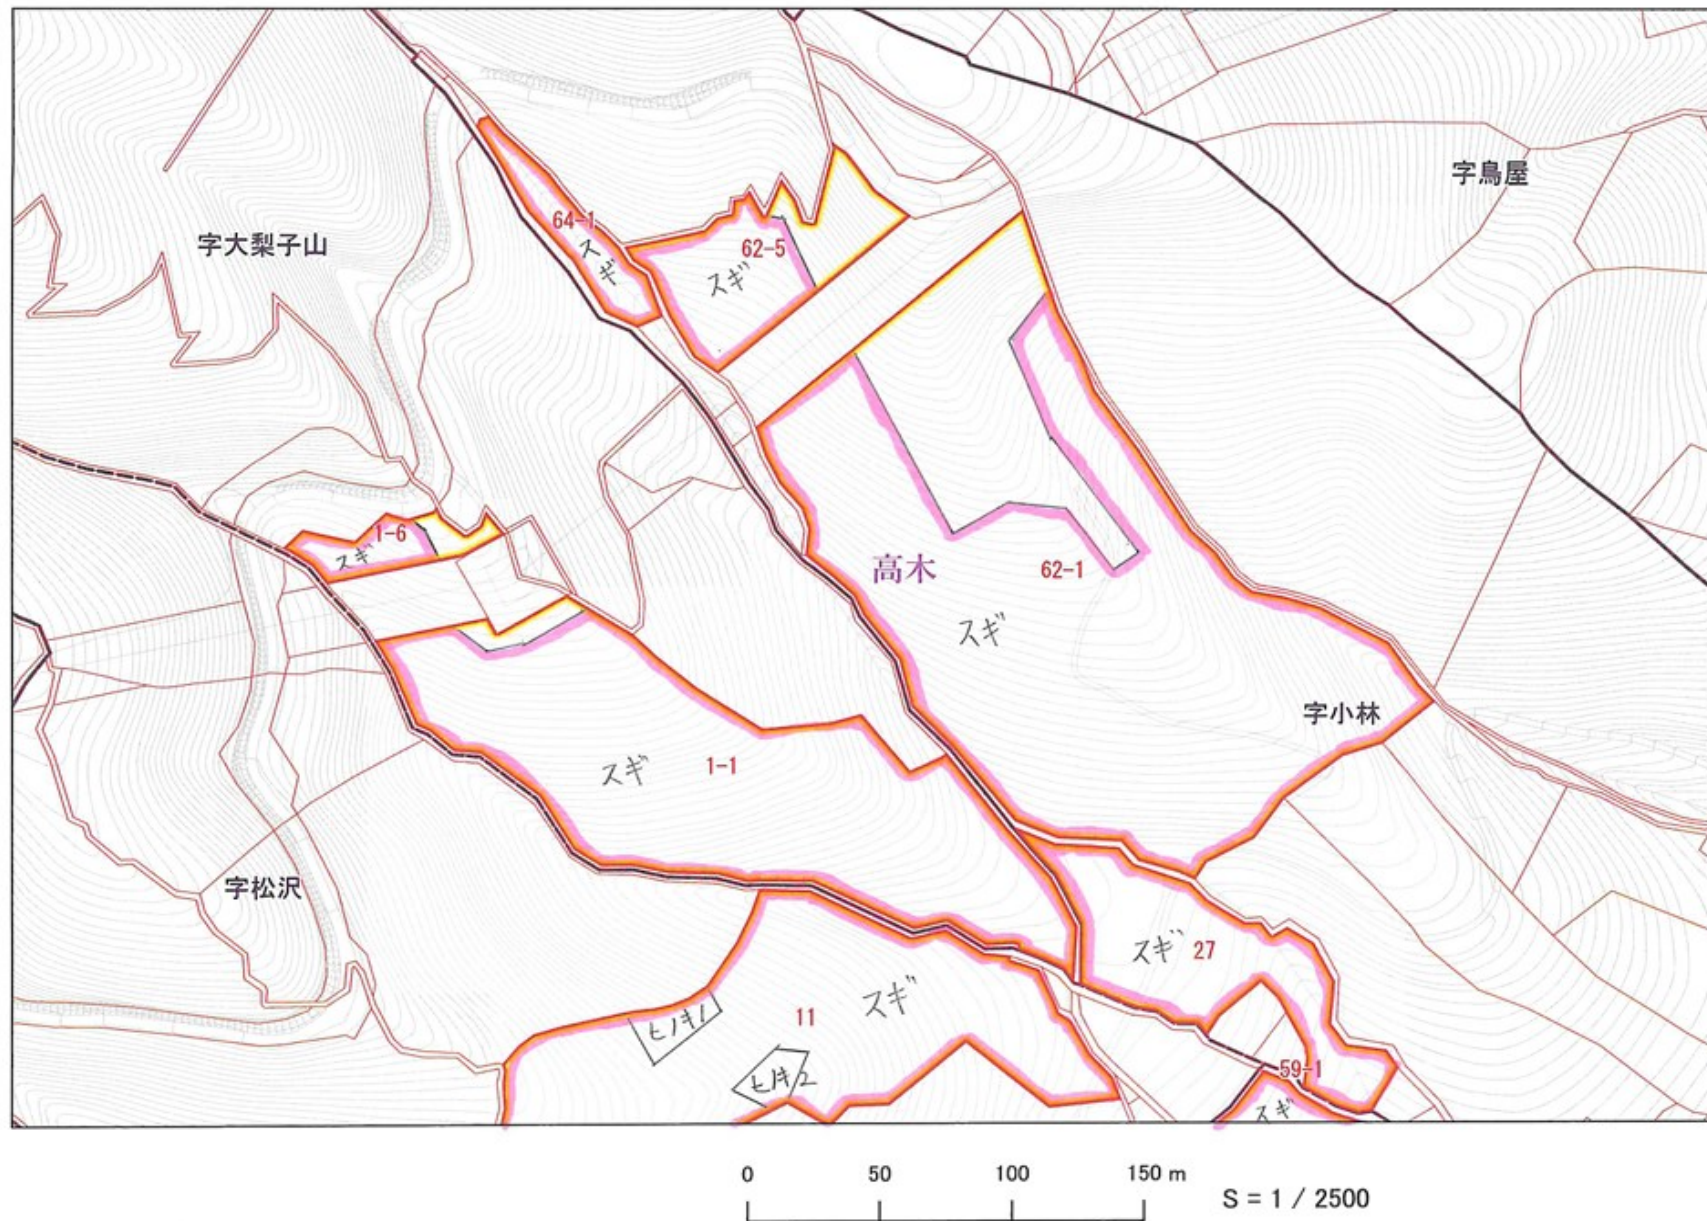 字鳥屋
64-1
スギ
字大梨子山
62-5
スギ
1-6
スギ
高木
62-1
スギ
字小林
スギ
1-1
字松沢
スギ
27
スギ
11
ヒノキ1
ヒノキ2
59-1
スギ
0 50 100 150 m
S = 1 / 2500